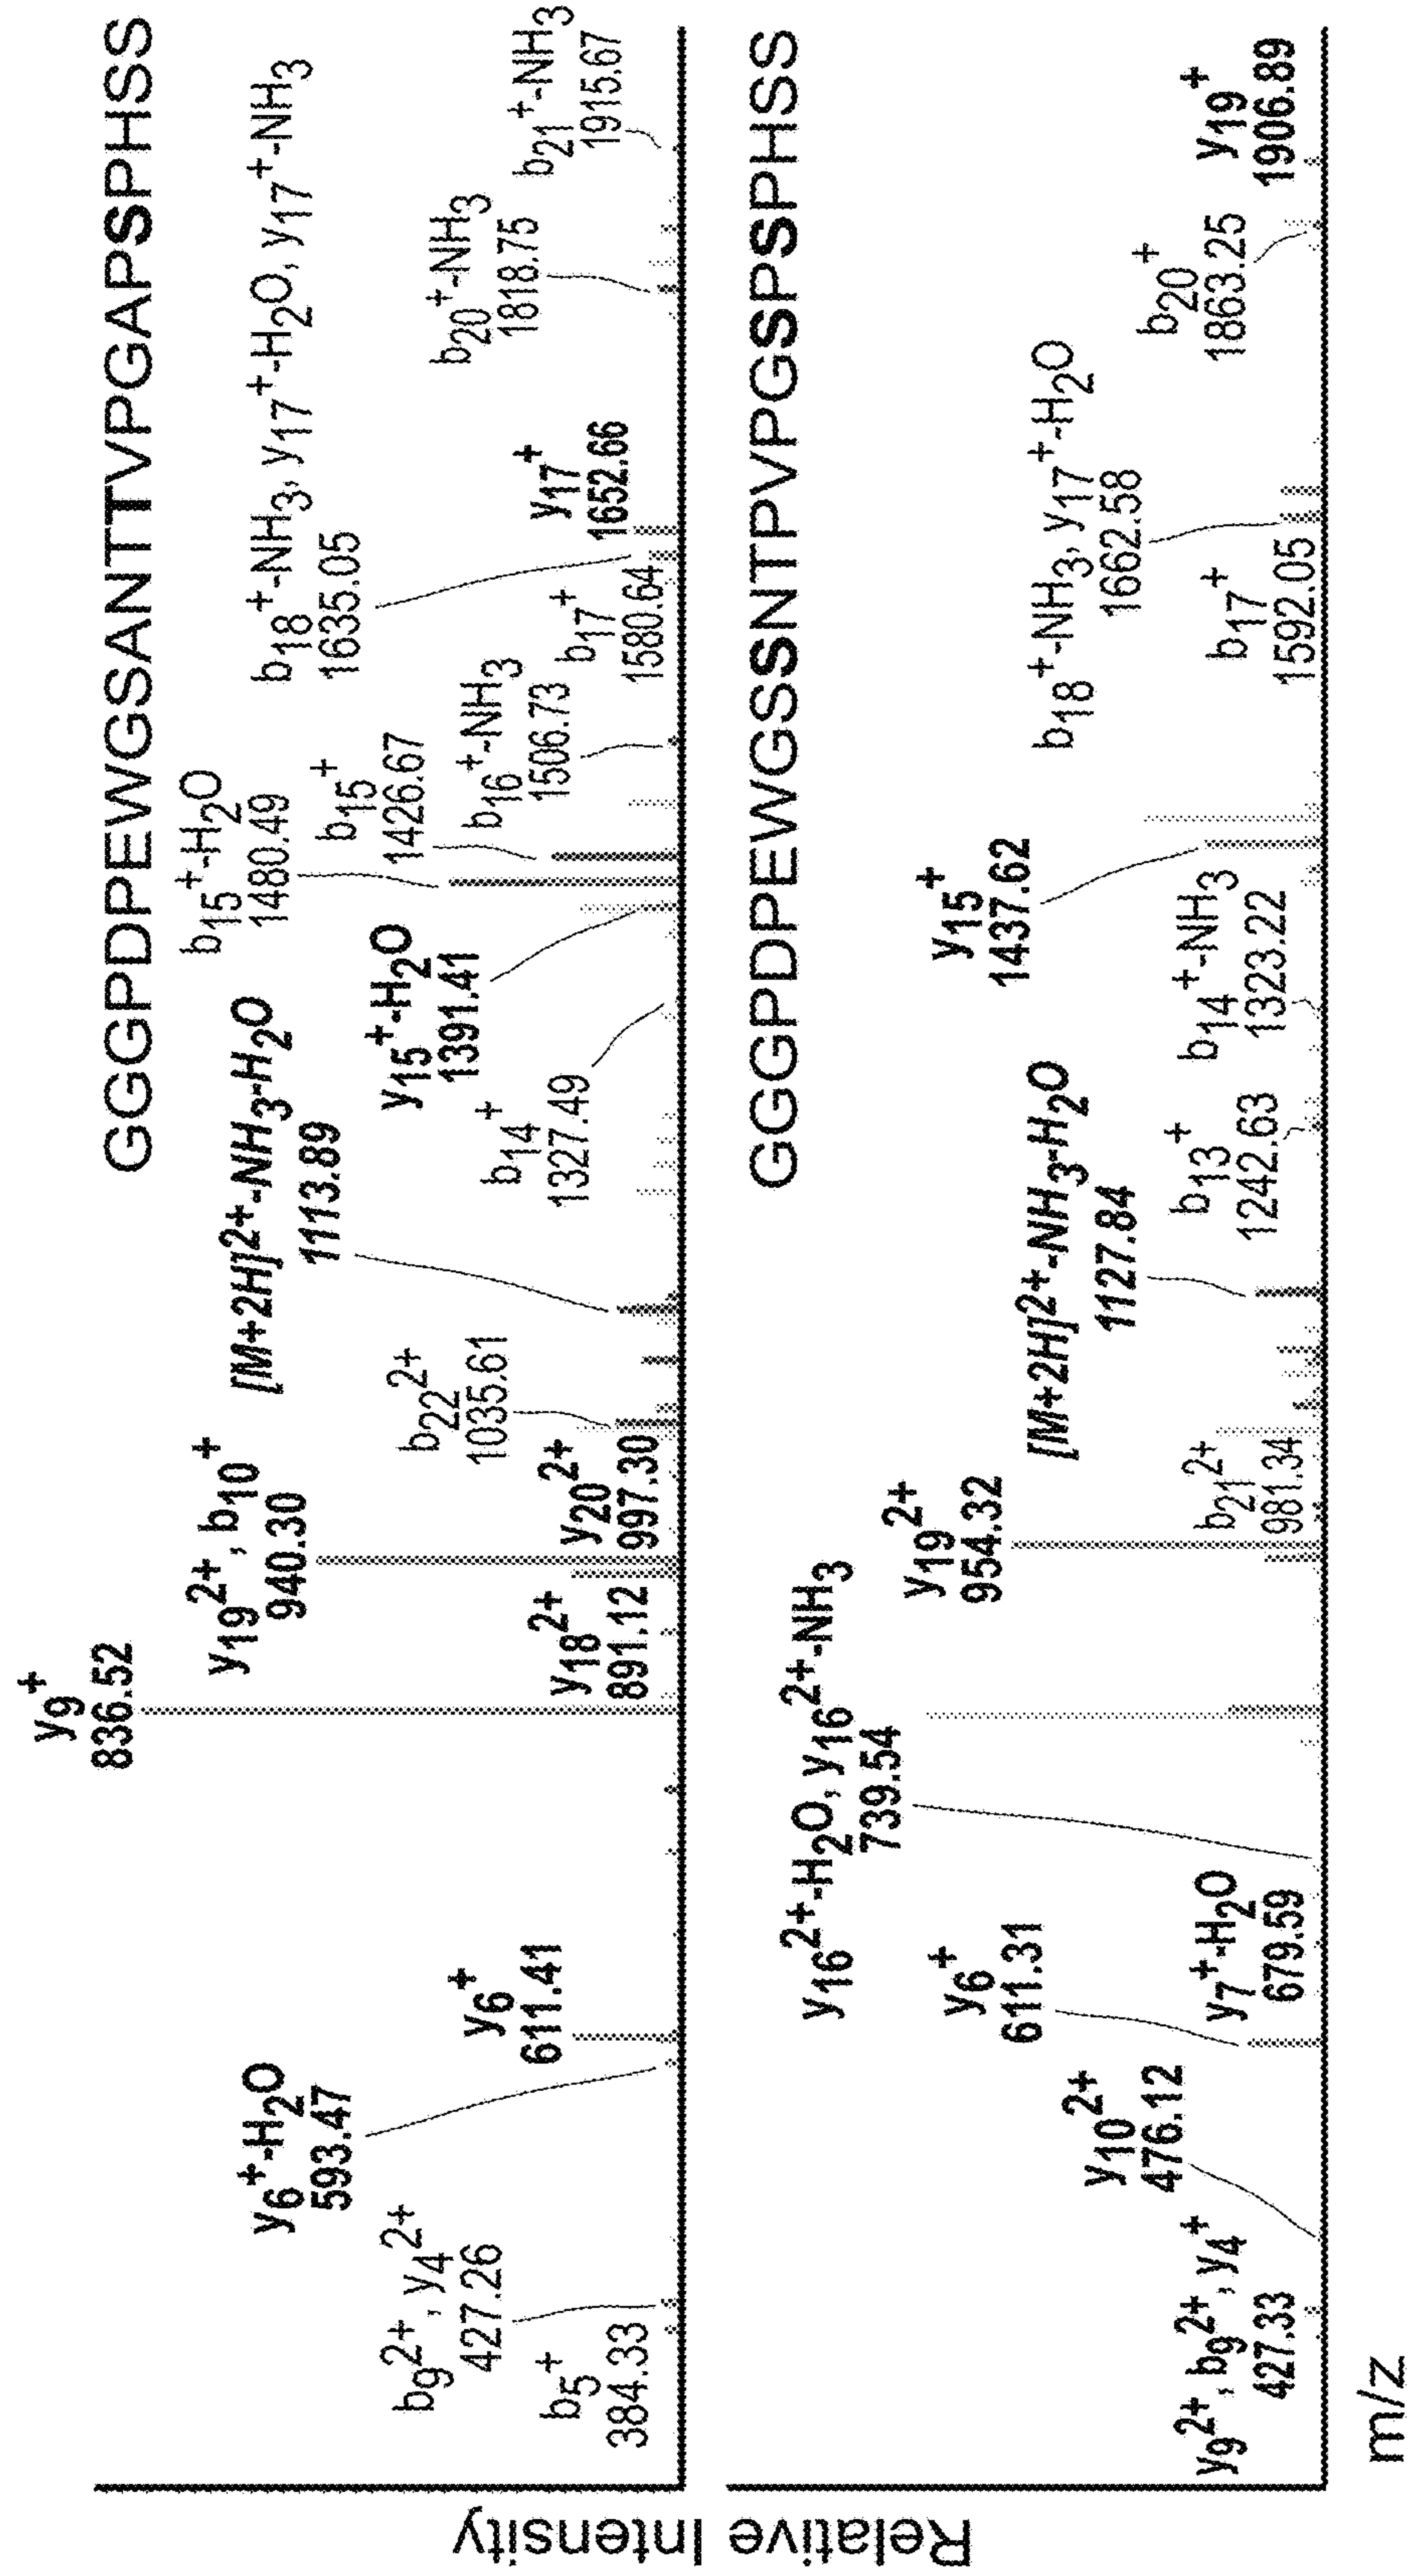 Relative Intensity
GGGPDPEWGSANTTVPGAPSPHSS
b5+
384.33
b9 2+, y4 2+
427.26
y6+-H2O
593.47
y6+
611.41
y9+
836.52
y18 2+
891.12
y19 2+, b10+
940.30
y20 2+
997.30
b22 2+
1035.61
[M+2H]2+-NH3-H2O
1113.89
b14+
1327.49
y15+-H2O
1391.41
b15+-H2O
1480.49
b15+
1426.67
b16+-NH3
1506.73
b17+
1580.64
b18+-NH3, y17+-H2O, y17+-NH3
1635.05
y17+
1652.66
b20+-NH3
1818.75
b21+-NH3
1915.67
GGGPDPEWGSSNTPVPGSPSPHSS
y9 2+, b9 2+, y4+
427.33
y10 2+
476.12
y6+
611.31
y7+-H2O
679.59
y16 2+-H2O, y16 2+-NH3
739.54
y19 2+
954.32
b21 2+
981.34
[M+2H]2+-NH3-H2O
1127.84
b13+
1242.63
b14+-NH3
1323.22
y15+
1437.62
b17+
1592.05
b18+-NH3, y17+-H2O
1662.58
b20+
1863.25
y19+
1906.89
m/z